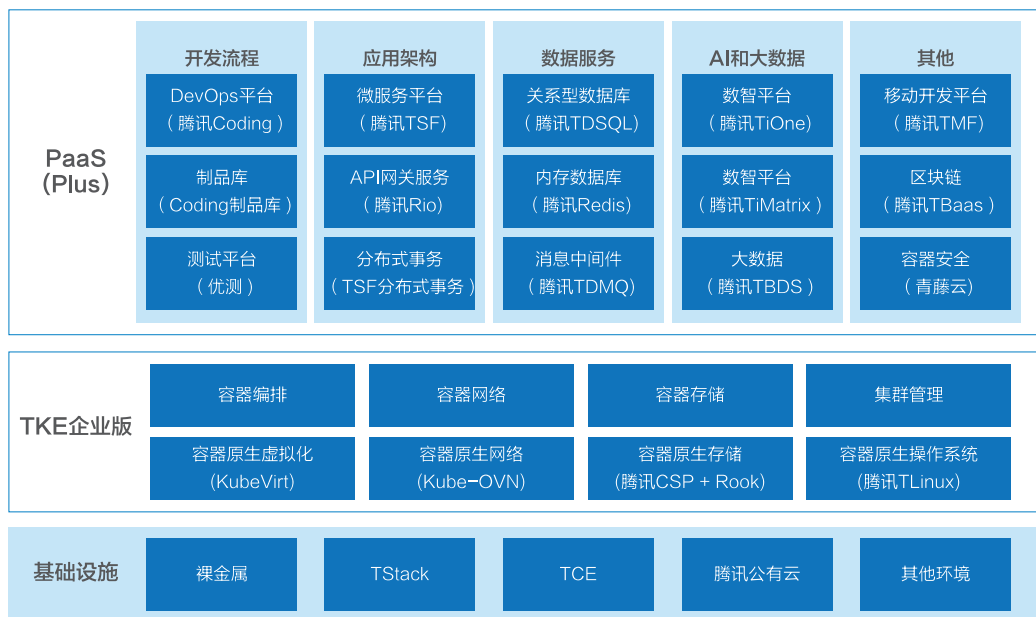 PaaS
(Plus)
开发流程
DevOps平台
（腾讯Coding）
制品库
（Coding制品库）
测试平台
（优测）
应用架构
微服务平台
（腾讯TSF)
API网关服务
（腾讯Rio)
分布式事务
（TSF分布式事务）
数据服务
关系型数据库
（腾讯TDSQL)
内存数据库
（腾讯Redis)
消息中间件
（腾讯TDMQ)
AI和大数据
数智平台
（腾讯TiOne)
数智平台
（腾讯TiMatrix）
大数据
（腾讯TBDS）
其他
移动开发平台
（腾讯TMF)
区块链
（腾讯TBaas）
容器安全
（青藤云)
TKE企业版
容器编排
容器网络
容器存储
集群管理
容器原生虚拟化
(KubeVirt)
容器原生网络
(Kube-OVN)
容器原生存储
(腾讯CSP + Rook)
容器原生操作系统
(腾讯TLinux)
基础设施
裸金属
TStack
TCE
腾讯公有云
其他环境